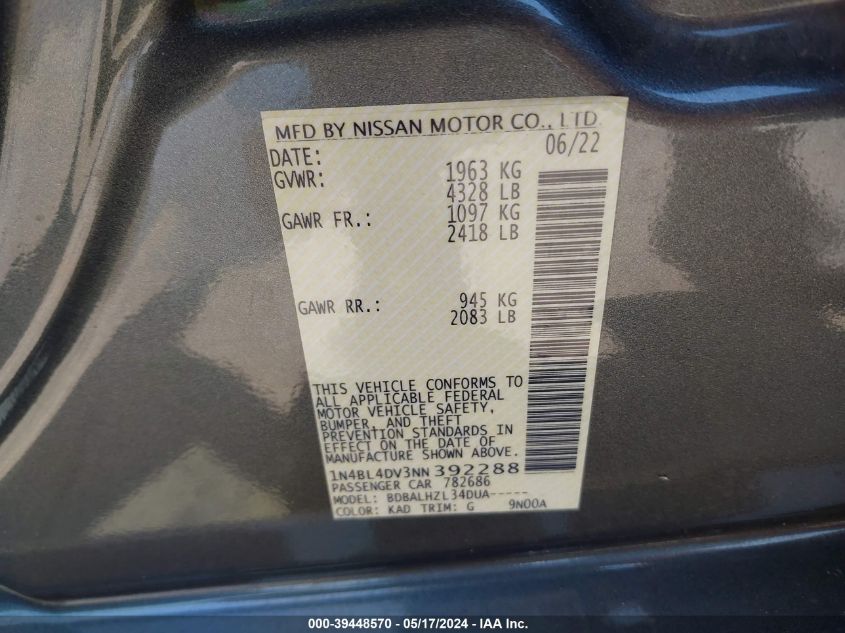 MFD BY NISSAN MOTOR CO., LTD
DATE: 06/22
GVWR: 1963 KG
4328 LB
GAWR FR.: 1097 KG
2418 LB
GAWR RR.: 945 KG
2083 LB
THIS VEHICLE CONFORMS TO
ALL APPLICABLE FEDERAL
MOTOR VEHICLE SAFETY,
BUMPER, AND THEFT
PREVENTION STANDARDS IN
EFFECT ON THE DATE OF
MANUFACTURE SHOWN ABOVE.
1N4BL4DV3NN392288
PASSENGER CAR 782686
MODEL: BDBALHZL34DUA-----
COLOR: KAD TRIM: G 9N00A
000-39448570 - 05/17/2024 - IAA Inc.